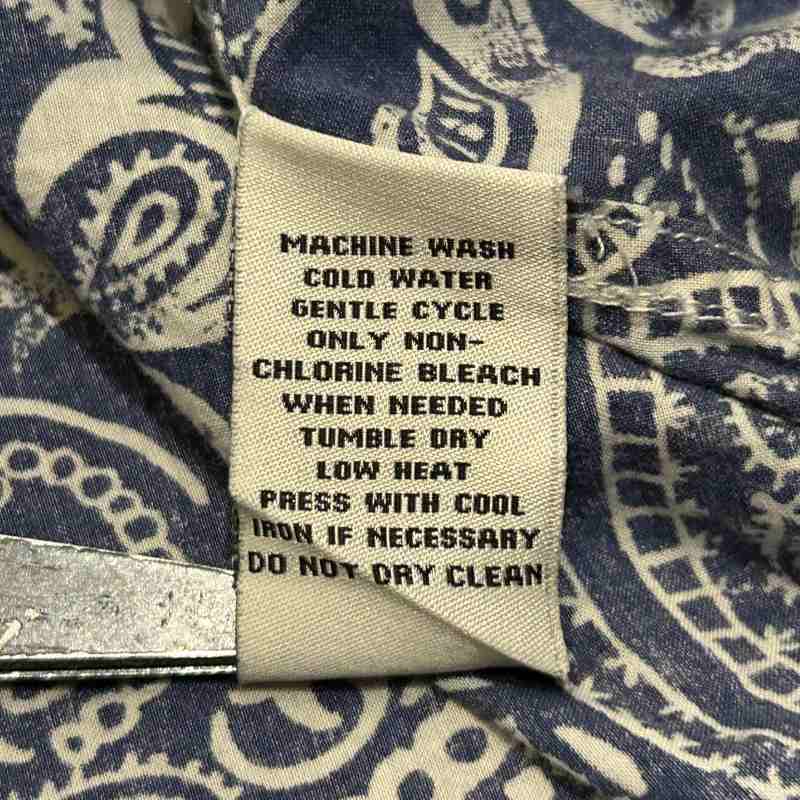 MACHINE WASH
COLD WATER
GENTLE CYCLE
ONLY NON-
CHLORINE BLEACH
WHEN NEEDED
TUMBLE DRY
LOW HEAT
PRESS WITH COOL
IRON IF NECESSARY
DO NOT DRY CLEAN